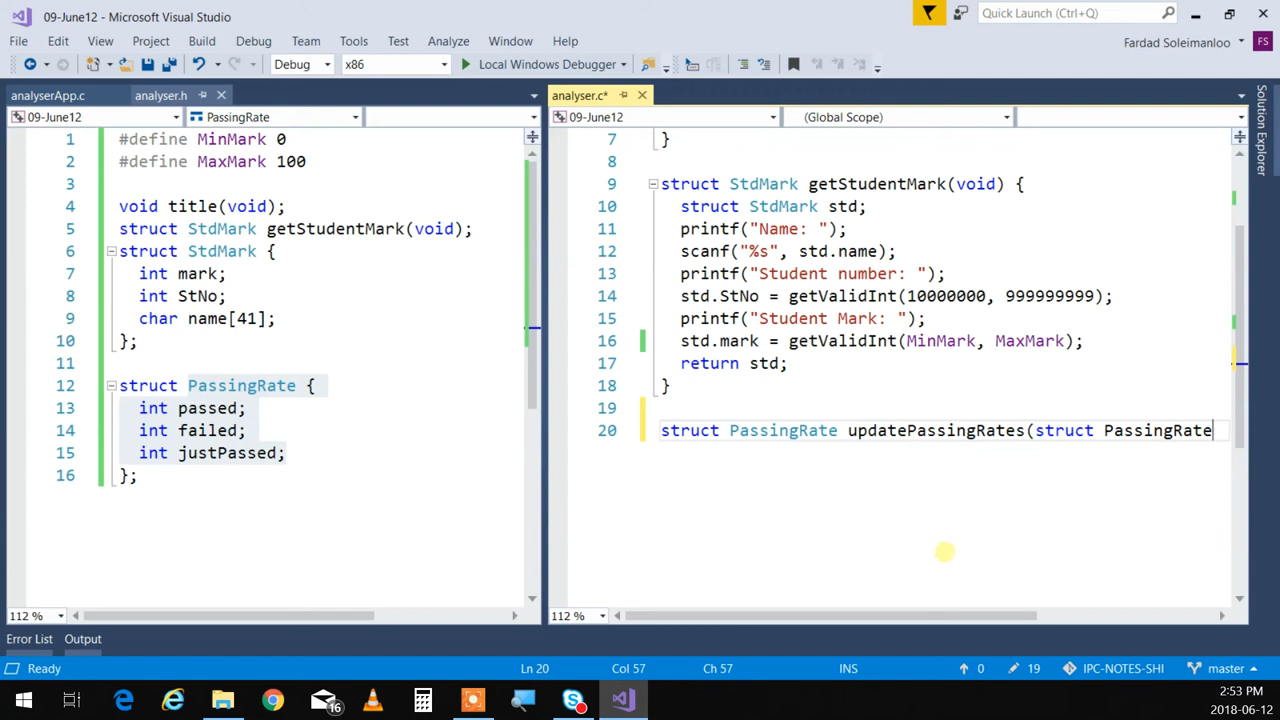 09-June12 - Microsoft Visual Studio
Quick Launch (Ctrl+Q)
File Edit View Project Build Debug Team Tools Test Analyze Window Help
Fardad Soleimanloo FS
Debug x86 Local Windows Debugger
analyserApp.c analyser.h
09-June12 PassingRate
1 #define MinMark 0
2 #define MaxMark 100
3
4 void title(void);
5 struct StdMark getStudentMark(void);
6 struct StdMark {
7 int mark;
8 int StNo;
9 char name[41];
10 };
11
12 struct PassingRate {
13 int passed;
14 int failed;
15 int justPassed;
16 };
112 %
analyser.c*
09-June12 (Global Scope)
7 }
8
9 struct StdMark getStudentMark(void) {
10 struct StdMark std;
11 printf("Name: ");
12 scanf("%s", std.name);
13 printf("Student number: ");
14 std.StNo = getValidInt(10000000, 999999999);
15 printf("Student Mark: ");
16 std.mark = getValidInt(MinMark, MaxMark);
17 return std;
18 }
19
20 struct PassingRate updatePassingRates(struct PassingRate
112 %
Solution Explorer
Error List Output
Ready Ln 20 Col 57 Ch 57 INS 0 19 IPC-NOTES-SHI master
16
2:53 PM
2018-06-12